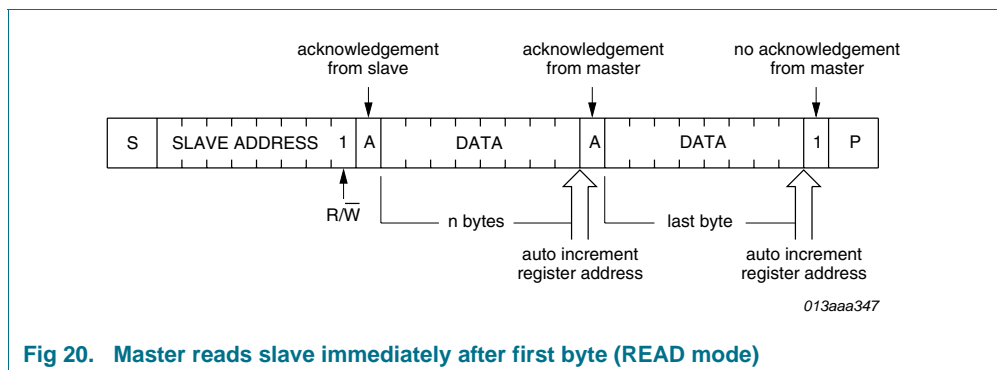 acknowledgement from slave
acknowledgement from master
no acknowledgement from master
S SLAVE ADDRESS 1 A DATA A DATA 1 P
R/W̅
n bytes
last byte
auto increment register address
auto increment register address
013aaa347
Fig 20. Master reads slave immediately after first byte (READ mode)